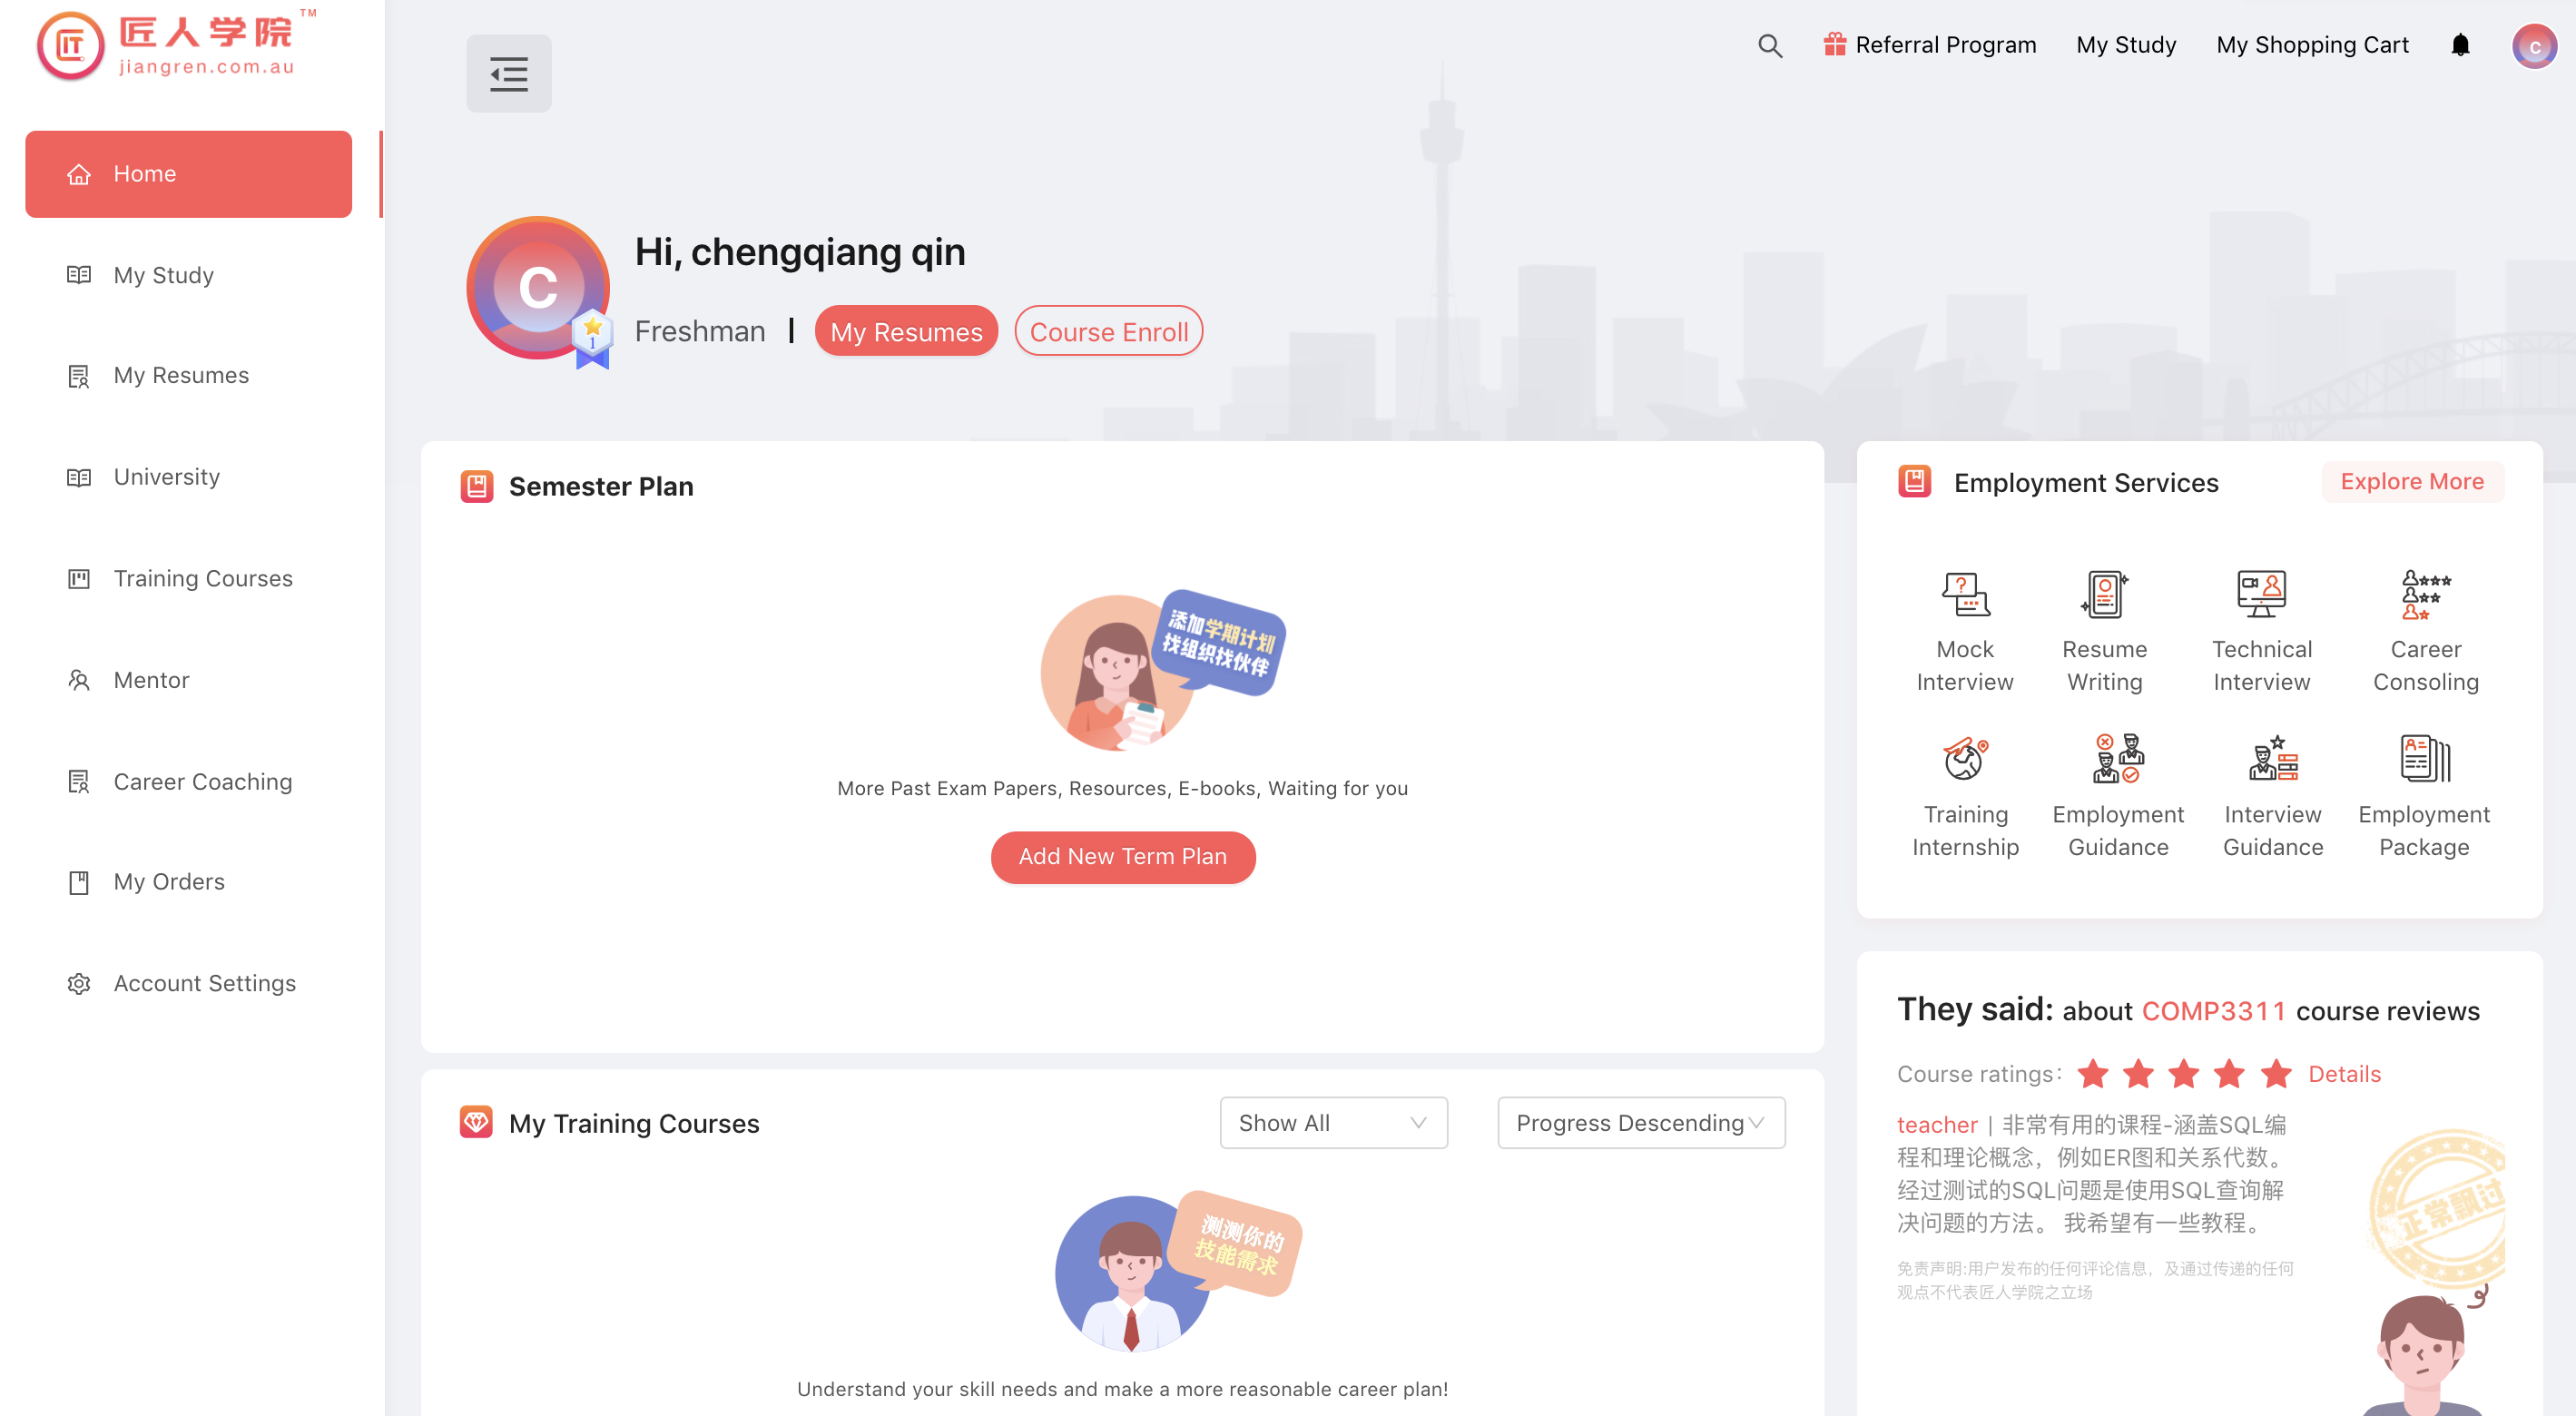 匠人学院 TM
jiangren.com.au
Home
My Study
My Resumes
University
Training Courses
Mentor
Career Coaching
My Orders
Account Settings
Referral Program
My Study
My Shopping Cart
C
C
1
Hi, chengqiang qin
Freshman
My Resumes
Course Enroll
Semester Plan
添加学期计划
找组织找伙伴
More Past Exam Papers, Resources, E-books, Waiting for you
Add New Term Plan
My Training Courses
Show All
Progress Descending
测测你的
技能需求
Understand your skill needs and make a more reasonable career plan!
Employment Services
Explore More
Mock
Interview
Resume
Writing
Technical
Interview
Career
Consoling
Training
Internship
Employment
Guidance
Interview
Guidance
Employment
Package
They said: about COMP3311 course reviews
Course ratings:
Details
teacher | 非常有用的课程-涵盖SQL编
程和理论概念，例如ER图和关系代数。
经过测试的SQL问题是使用SQL查询解
决问题的方法。 我希望有一些教程。
免责声明:用户发布的任何评论信息，及通过传递的任何
观点不代表匠人学院之立场
正常飘过